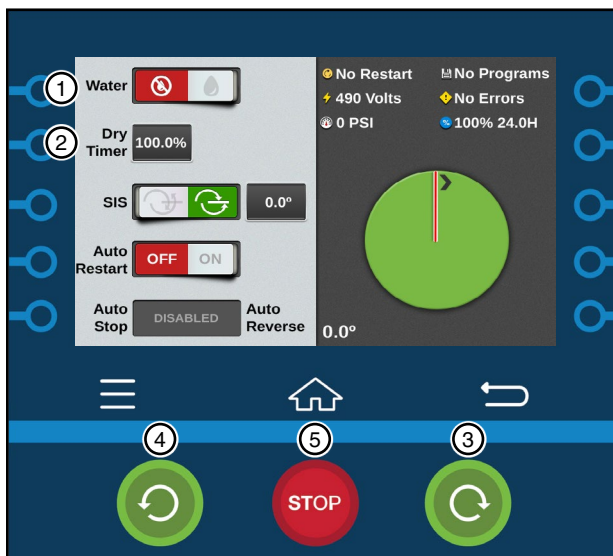 1
Water
No Restart
No Programs
490 Volts
No Errors
0 PSI
100% 24.0H
2
Dry
Timer
100.0%
SIS
0.0º
Auto
Restart
OFF
ON
Auto
Stop
DISABLED
Auto
Reverse
0.0º
4
5
3
STOP